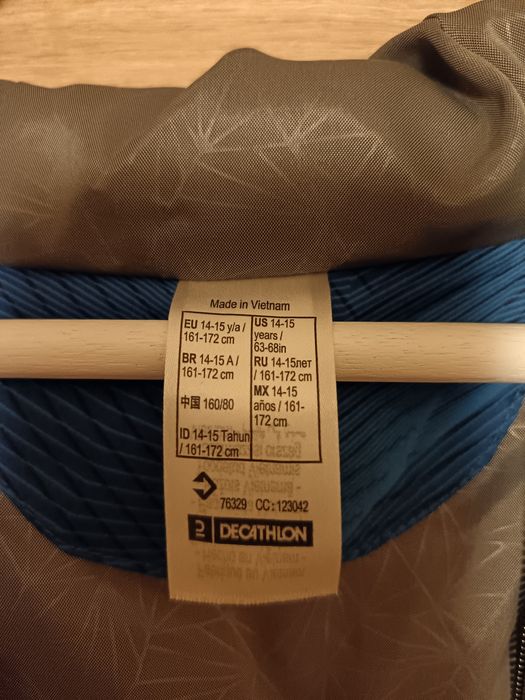 Made in Vietnam
EU 14-15 y/a /
161-172 cm
BR 14-15 A /
161-172 cm
中国 160/80
ID 14-15 Tahun
/ 161-172 cm
US 14-15
years /
63-68in
RU 14-15лет
/ 161-172 cm
MX 14-15
años / 161-
172 cm
76329 CC : 123042
DECATHLON